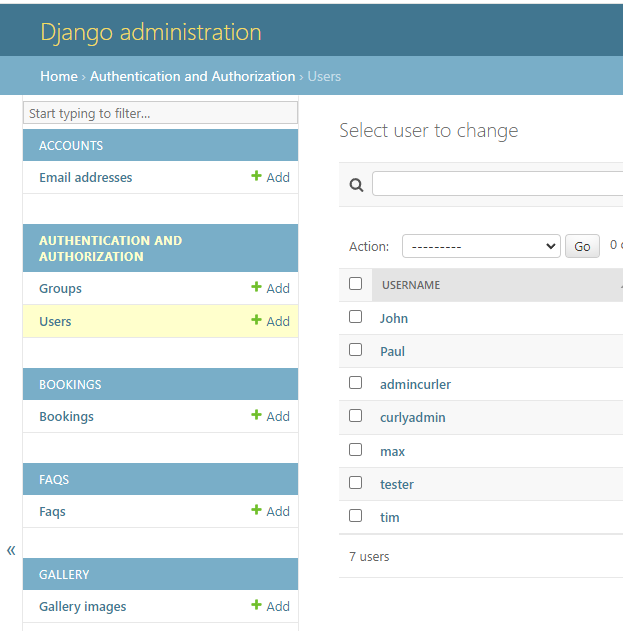 Django administration
Home › Authentication and Authorization › Users
Start typing to filter...
ACCOUNTS
Email addresses + Add
AUTHENTICATION AND
AUTHORIZATION
Groups + Add
Users + Add
BOOKINGS
Bookings + Add
FAQS
Faqs + Add
GALLERY
Gallery images + Add
«
Select user to change
Action: --------- Go 0
USERNAME
John
Paul
admincurler
curlyadmin
max
tester
tim
7 users